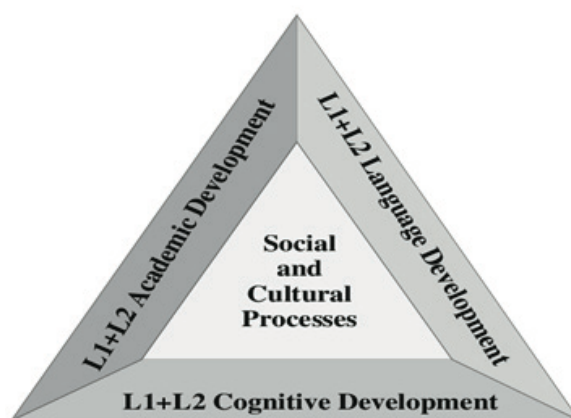 L1+L2 Academic Development
L1+L2 Language Development
Social
and
Cultural
Processes
L1+L2 Cognitive Development